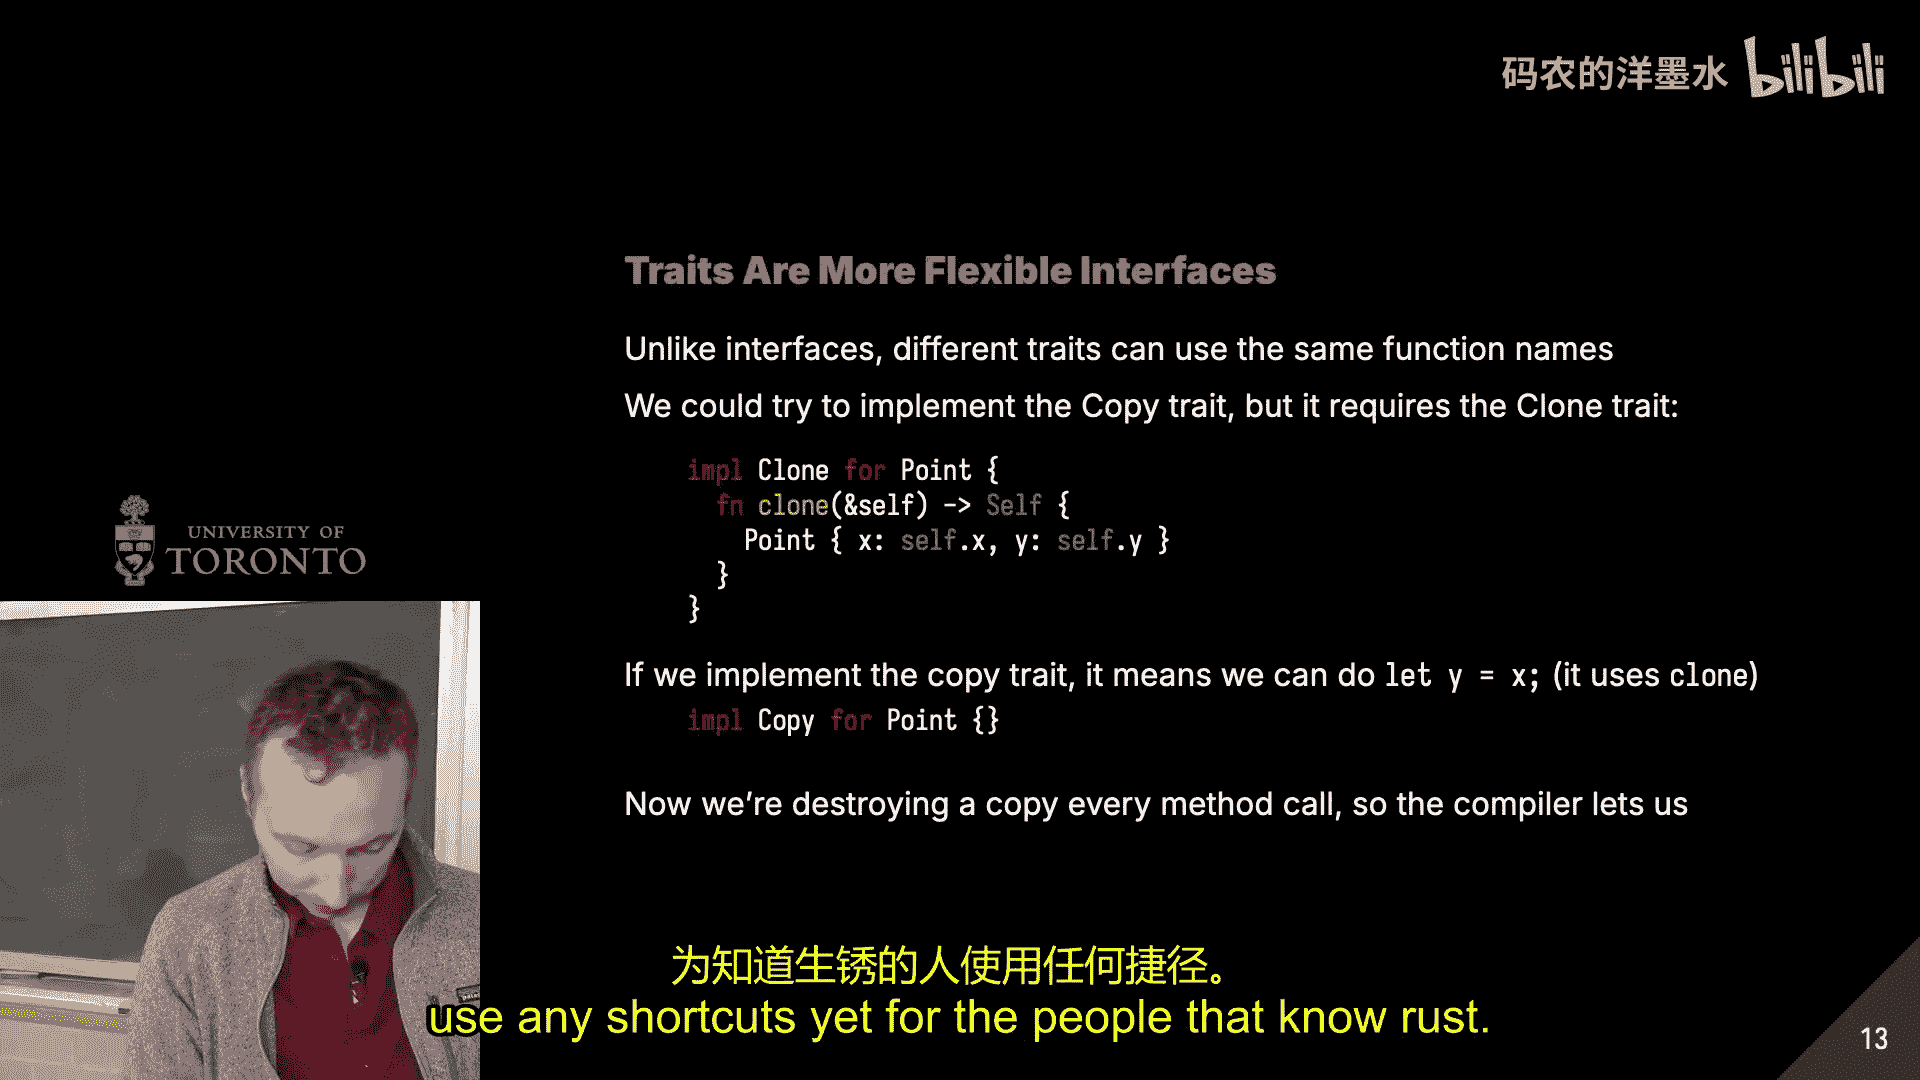 码农的洋墨水 bilibili
Traits Are More Flexible Interfaces
Unlike interfaces, different traits can use the same function names
We could try to implement the Copy trait, but it requires the Clone trait:
impl Clone for Point {
fn clone(&self) -> Self {
Point { x: self.x, y: self.y }
}
}
If we implement the copy trait, it means we can do let y = x; (it uses clone)
impl Copy for Point {}
Now we’re destroying a copy every method call, so the compiler lets us
UNIVERSITY OF
TORONTO
为知道生锈的人使用任何捷径。
use any shortcuts yet for the people that know rust.
13